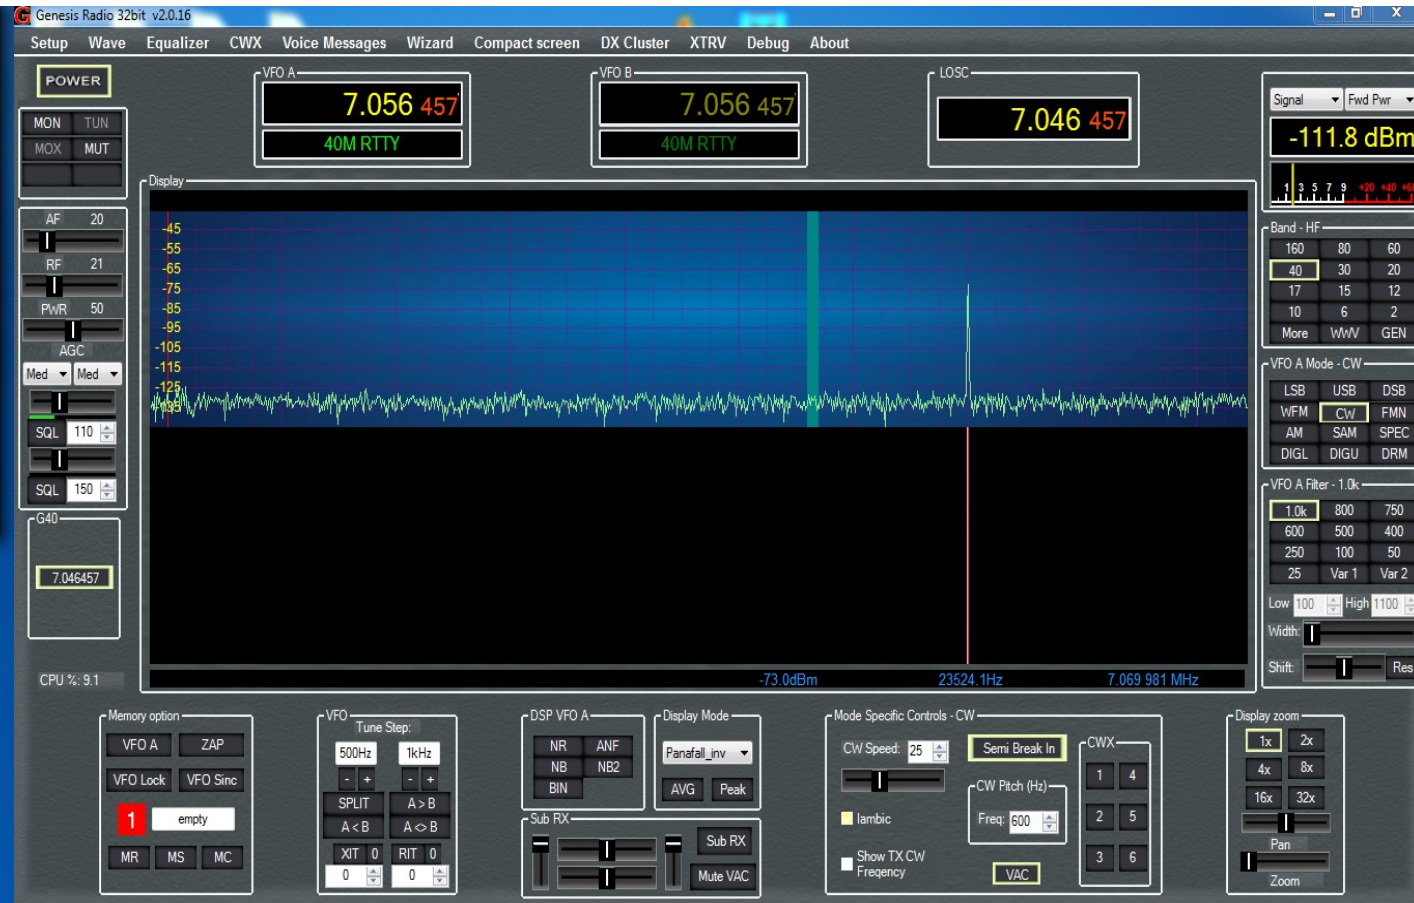 Genesis Radio 32bit v2.0.16
Setup Wave Equalizer CWX Voice Messages Wizard Compact screen DX Cluster XTRV Debug About
POWER
MON TUN
MOX MUT
AF 20
RF 21
PWR 50
AGC
Med Med
SQL 110
SQL 150
G40
7.046457
CPU %: 9.1
VFO A
7.056 457
40M RTTY
VFO B
7.056 457
40M RTTY
LOSC
7.046 457
Display
-45
-55
-65
-75
-85
-95
-105
-115
-125
-135
-73.0dBm 23524.1Hz 7.069 981 MHz
Signal Fwd Pwr
-111.8 dBm
1 3 5 7 9 +20 +40 +60
Band - HF
160 80 60
40 30 20
17 15 12
10 6 2
More WWV GEN
VFO A Mode - CW
LSB USB DSB
WFM CW FMN
AM SAM SPEC
DIGL DIGU DRM
VFO A Filter - 1.0k
1.0k 800 750
600 500 400
250 100 50
25 Var 1 Var 2
Low 100 High 1100
Width:
Shift: Res
Memory option
VFO A ZAP
VFO Lock VFO Sinc
1 empty
MR MS MC
VFO
Tune Step:
500Hz 1kHz
- + - +
SPLIT A > B
A < B A <> B
XIT 0 RIT 0
0 0
DSP VFO A
NR ANF
NB NB2
BIN
Display Mode
Panafall_inv
AVG Peak
Sub RX
Sub RX
Mute VAC
Mode Specific Controls - CW
CW Speed: 25
Semi Break In
Iambic
CW Pitch (Hz)
Freq: 600
Show TX CW
Freqency
VAC
CWX
1 4
2 5
3 6
Display zoom
1x 2x
4x 8x
16x 32x
Pan
Zoom